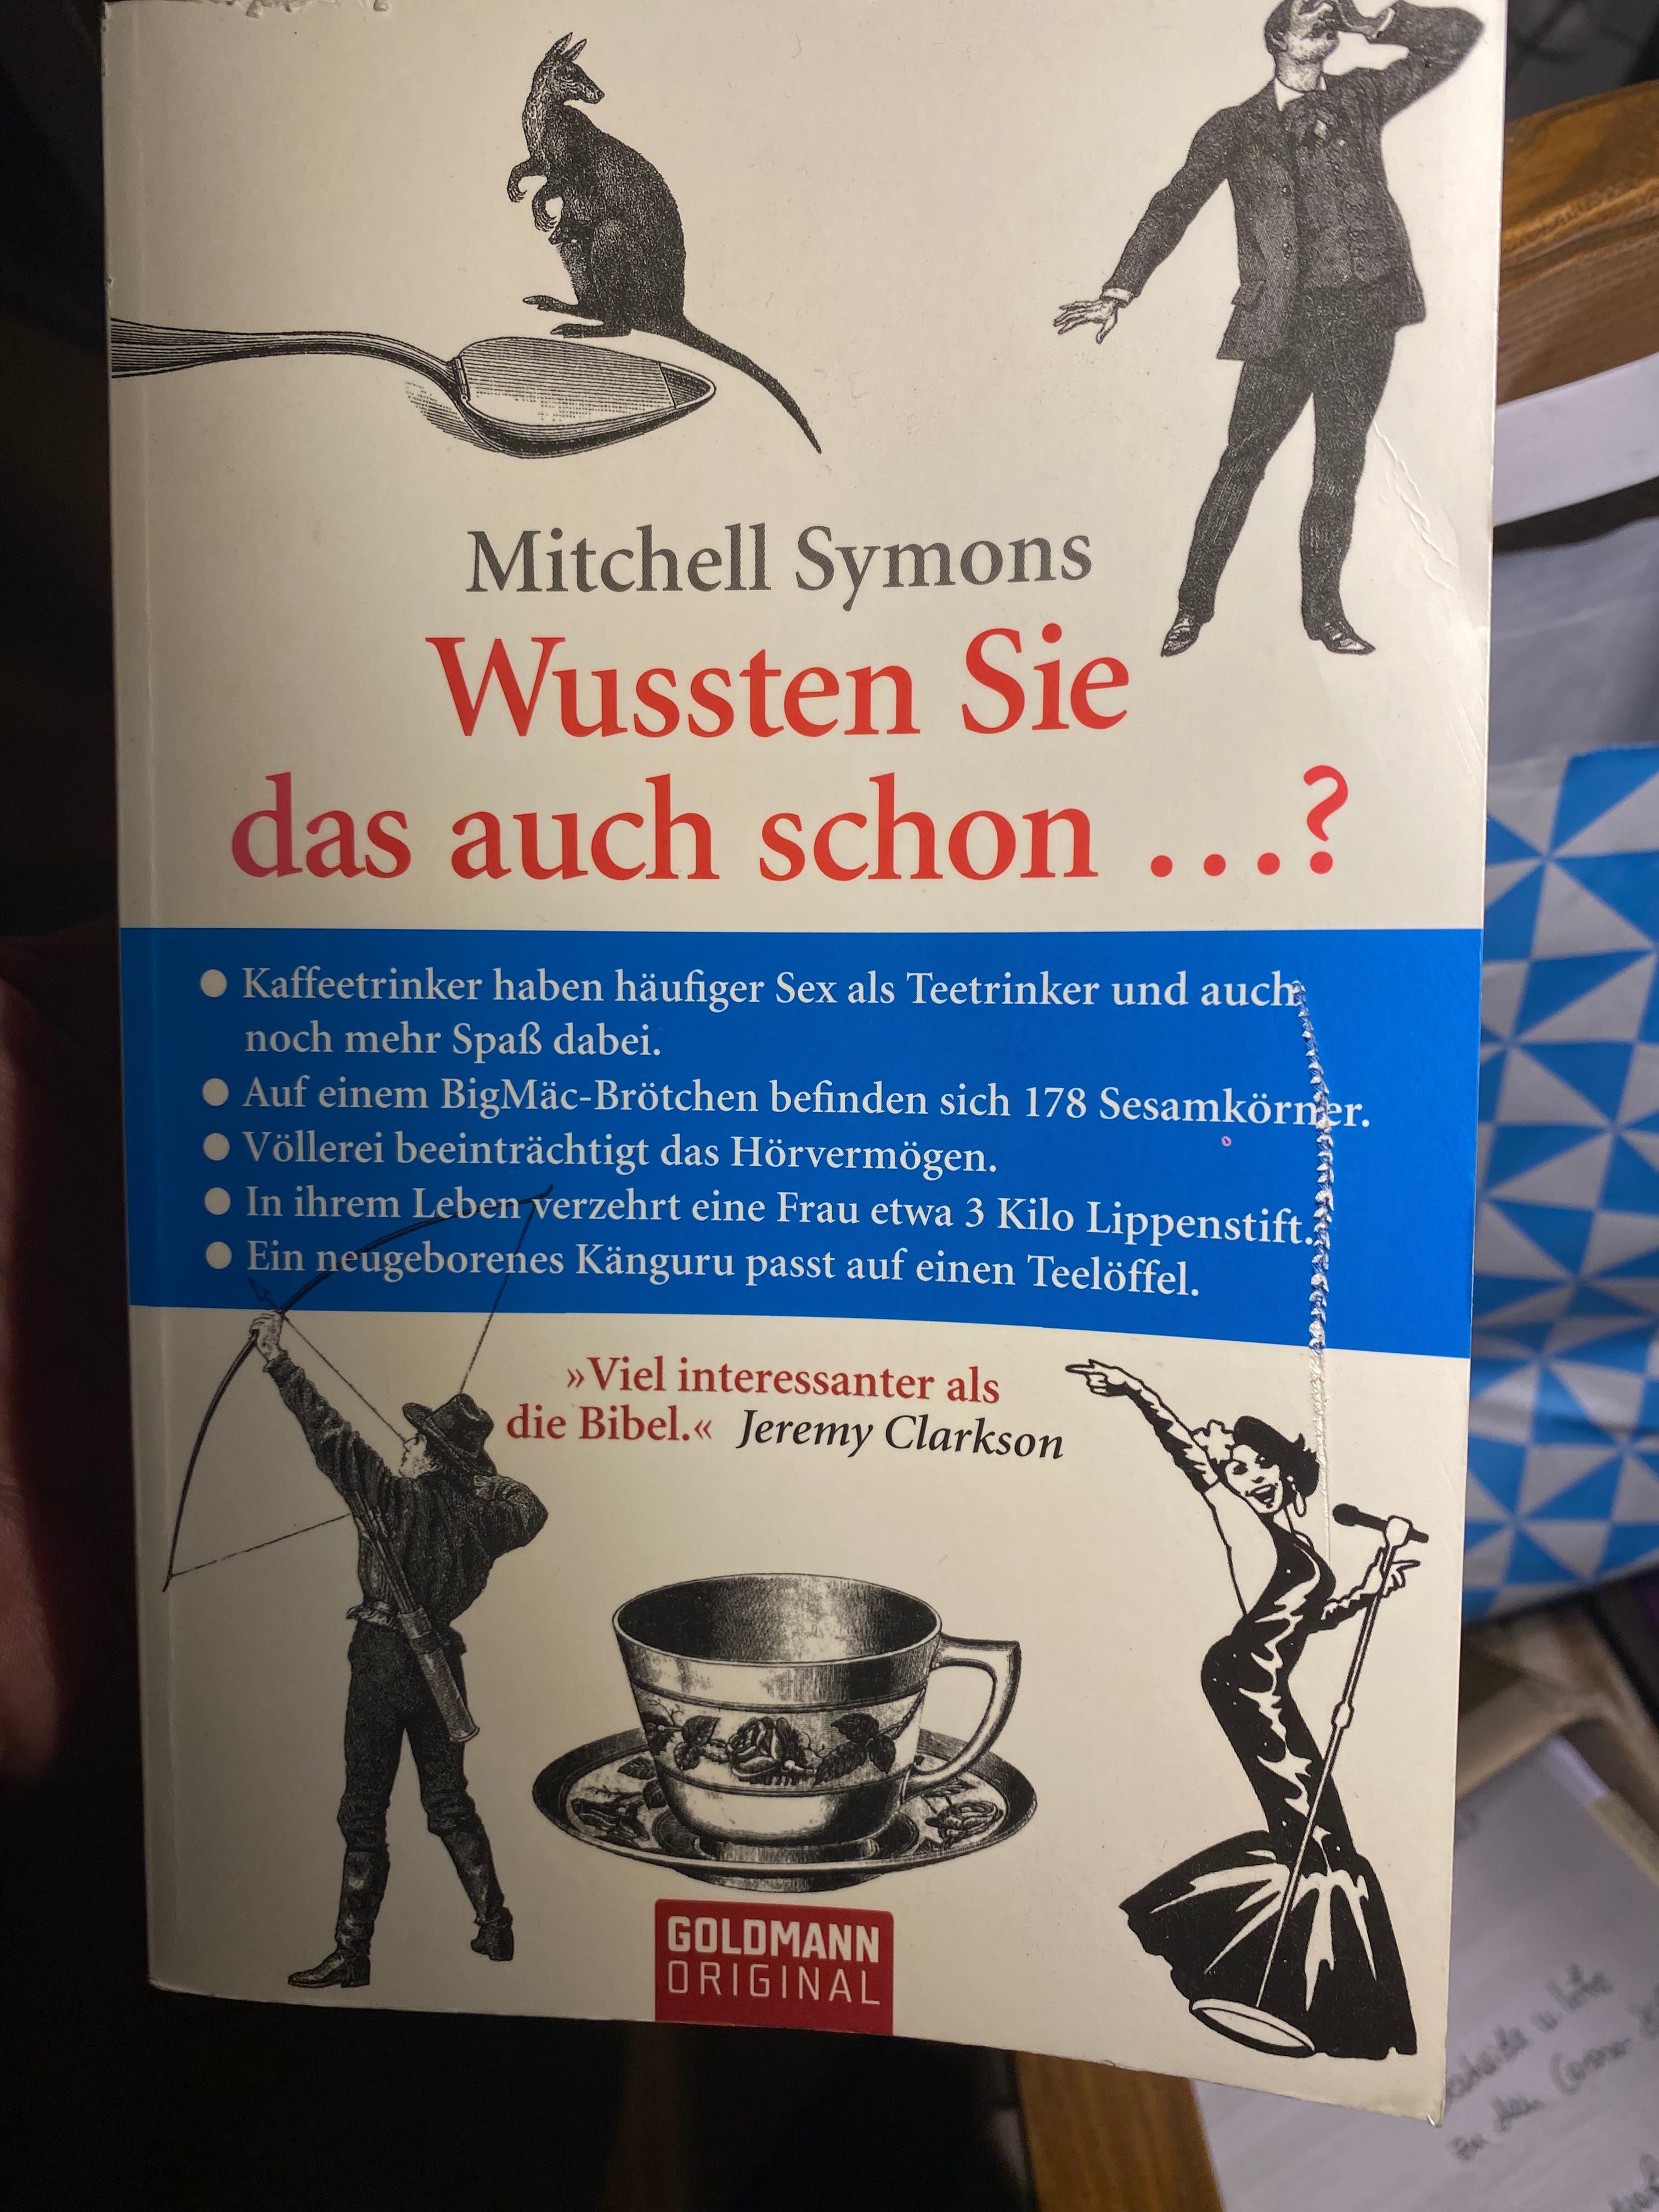 Mitchell Symons
Wussten Sie
das auch schon ...?
● Kaffeetrinker haben häufiger Sex als Teetrinker und auch
noch mehr Spaß dabei.
● Auf einem BigMäc-Brötchen befinden sich 178 Sesamkörner.
● Völlerei beeinträchtigt das Hörvermögen.
● In ihrem Leben verzehrt eine Frau etwa 3 Kilo Lippenstift.
● Ein neugeborenes Känguru passt auf einen Teelöffel.
»Viel interessanter als
die Bibel.« Jeremy Clarkson
GOLDMANN
ORIGINAL